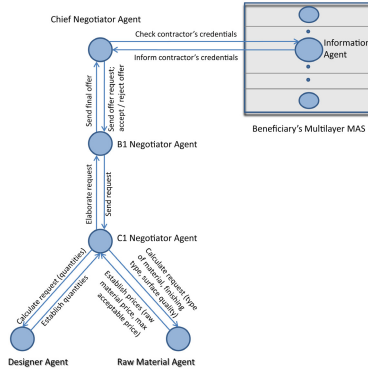 Chief Negotiator Agent
Check contractor's credentials
Inform contractor's credentials
Information
Agent
Beneficiary's Multilayer MAS
Send final offer
Send offer request;
accept / reject offer
B1 Negotiator Agent
Elaborate request
Send request
C1 Negotiator Agent
Calculate request (quantities)
Establish quantities
Calculate request (type
of material, finishing
type, surface quality)
Establish prices (raw
material price, max
acceptable price)
Designer Agent
Raw Material Agent